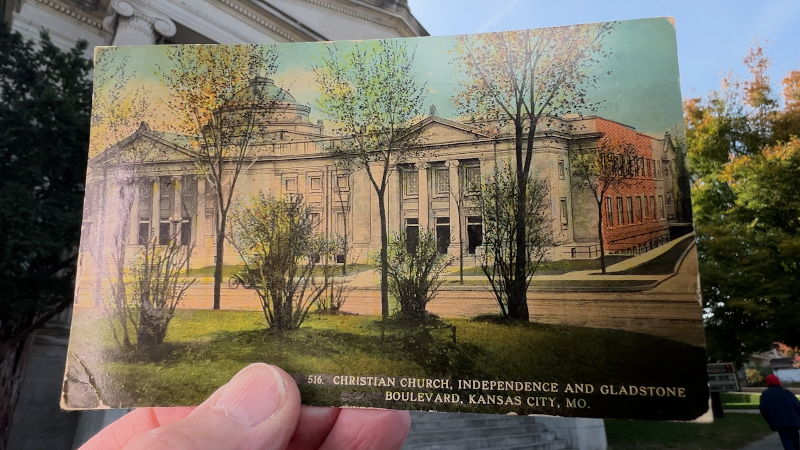 516. CHRISTIAN CHURCH, INDEPENDENCE AND GLADSTONE
BOULEVARD, KANSAS CITY, MO.